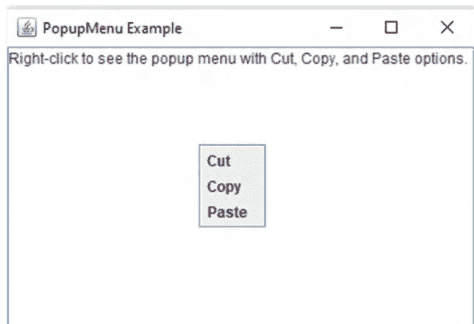 PopupMenu Example
Right-click to see the popup menu with Cut, Copy, and Paste options.
Cut
Copy
Paste